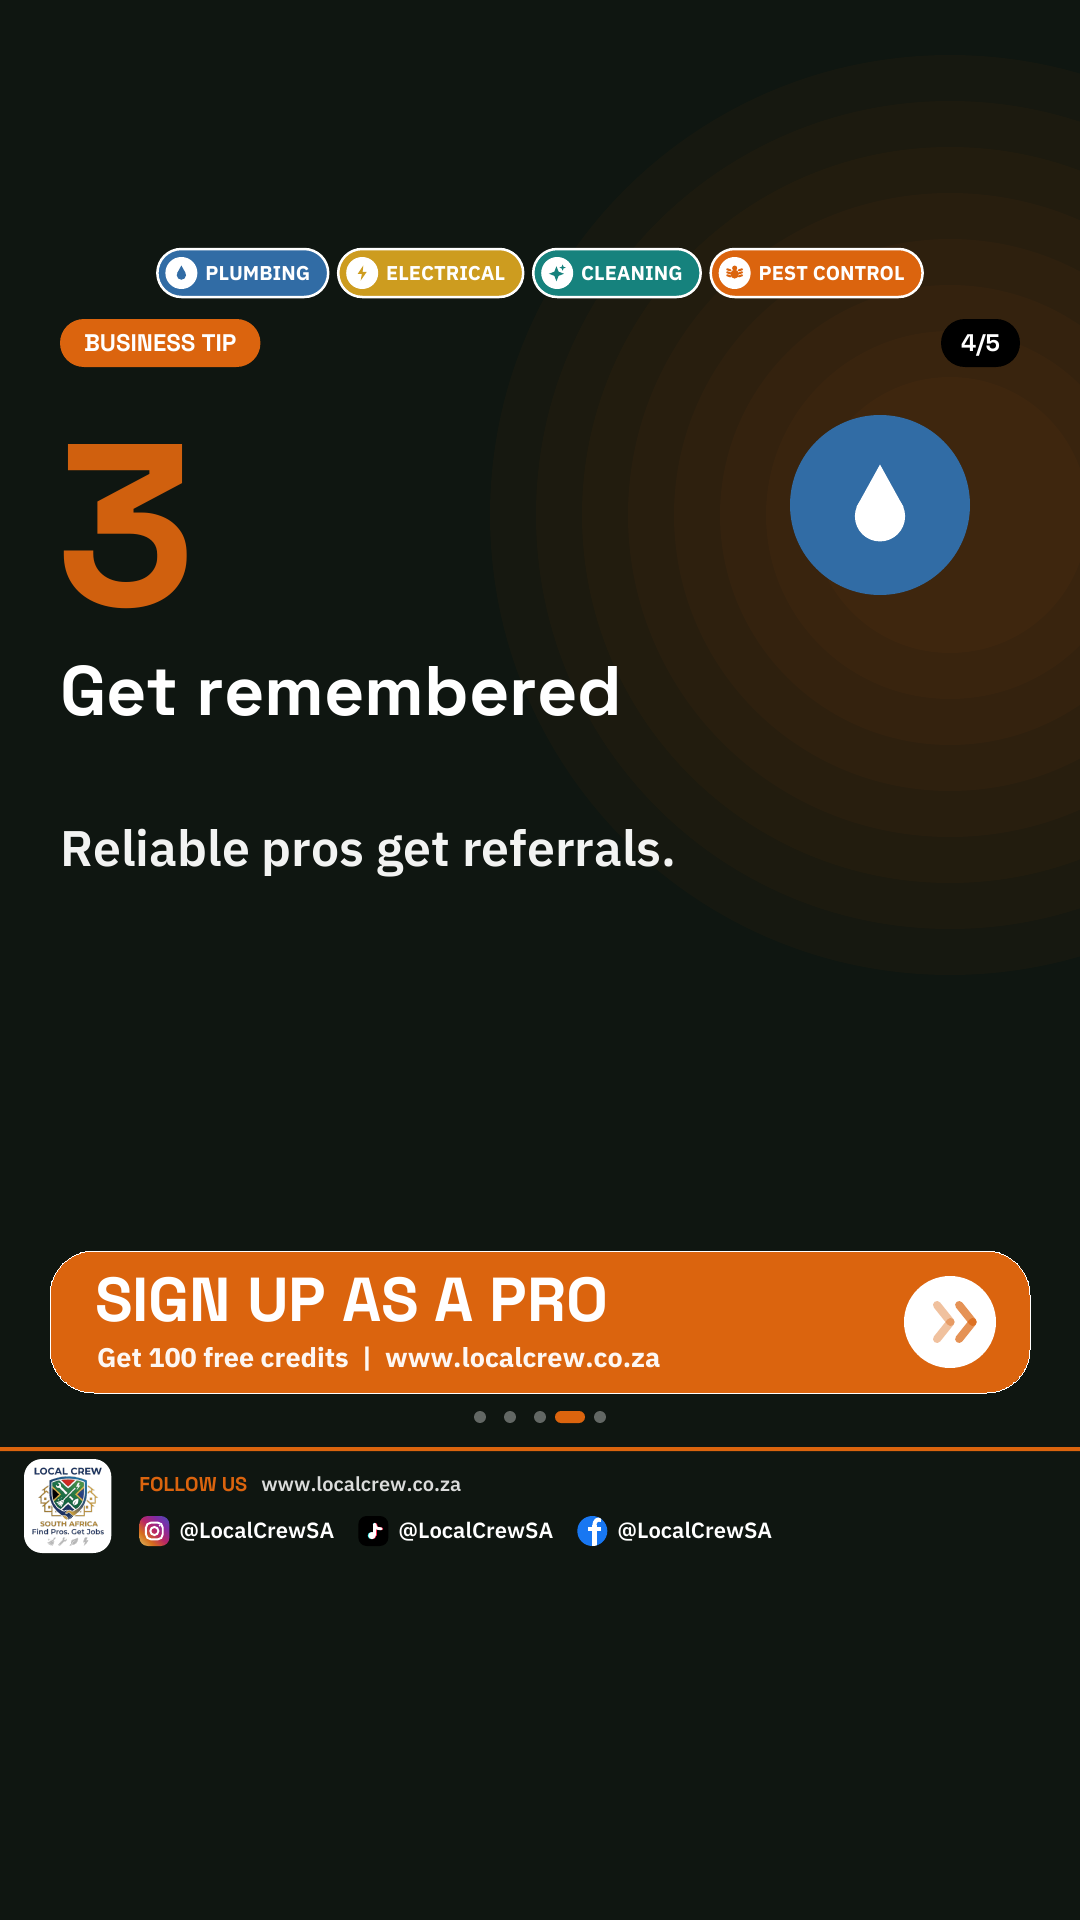 PLUMBING ELECTRICAL CLEANING PEST CONTROL
BUSINESS TIP 4/5
3
Get remembered
Reliable pros get referrals.
SIGN UP AS A PRO
Get 100 free credits | www.localcrew.co.za
LOCAL CREW
SOUTH AFRICA
Find Pros. Get Jobs
FOLLOW US www.localcrew.co.za
@LocalCrewSA @LocalCrewSA @LocalCrewSA